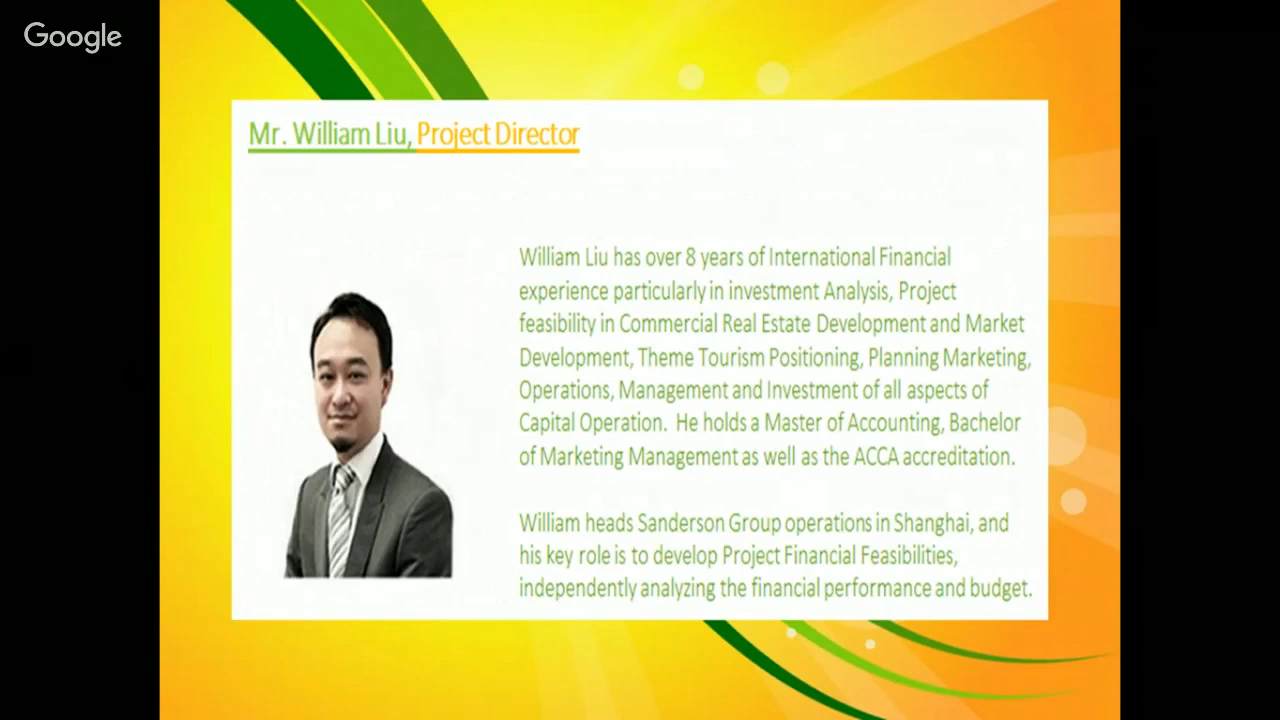 Google
Mr. William Liu, Project Director
William Liu has over 8 years of International Financial
experience particularly in investment Analysis, Project
feasibility in Commercial Real Estate Development and Market
Development, Theme Tourism Positioning, Planning Marketing,
Operations, Management and Investment of all aspects of
Capital Operation. He holds a Master of Accounting, Bachelor
of Marketing Management as well as the ACCA accreditation.
William heads Sanderson Group operations in Shanghai, and
his key role is to develop Project Financial Feasibilities,
independently analyzing the financial performance and budget.